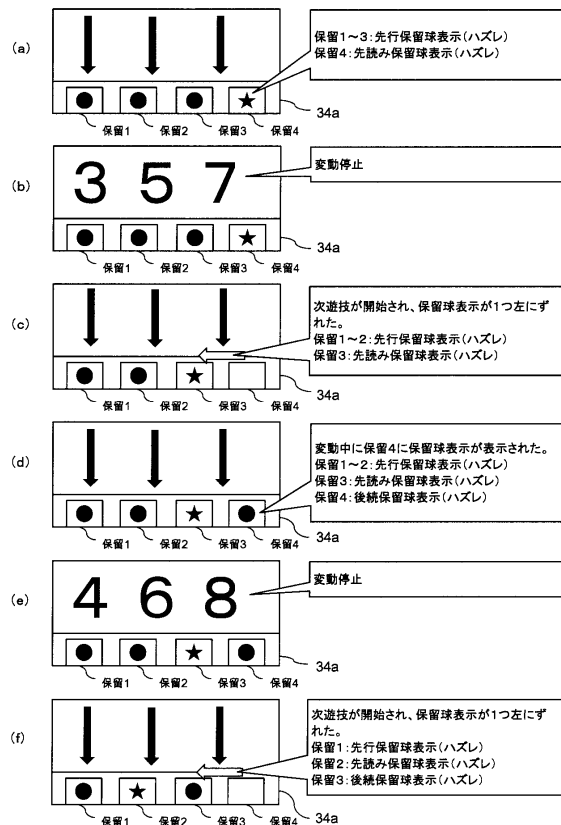 (a)
保留1～3:先行保留球表示(ハズレ)
保留4:先読み保留球表示(ハズレ)
34a
保留1 保留2 保留3 保留4
(b)
3 5 7
変動停止
34a
保留1 保留2 保留3 保留4
(c)
次遊技が開始され、保留球表示が1つ左にず
れた。
保留1～2:先行保留球表示(ハズレ)
保留3:先読み保留球表示(ハズレ)
34a
保留1 保留2 保留3 保留4
(d)
変動中に保留4に保留球表示が表示された。
保留1～2:先行保留球表示(ハズレ)
保留3:先読み保留球表示(ハズレ)
保留4:後続保留球表示(ハズレ)
34a
保留1 保留2 保留3 保留4
(e)
4 6 8
変動停止
34a
保留1 保留2 保留3 保留4
(f)
次遊技が開始され、保留球表示が1つ左にず
れた。
保留1:先行保留球表示(ハズレ)
保留2:先読み保留球表示(ハズレ)
保留3:後続保留球表示(ハズレ)
34a
保留1 保留2 保留3 保留4